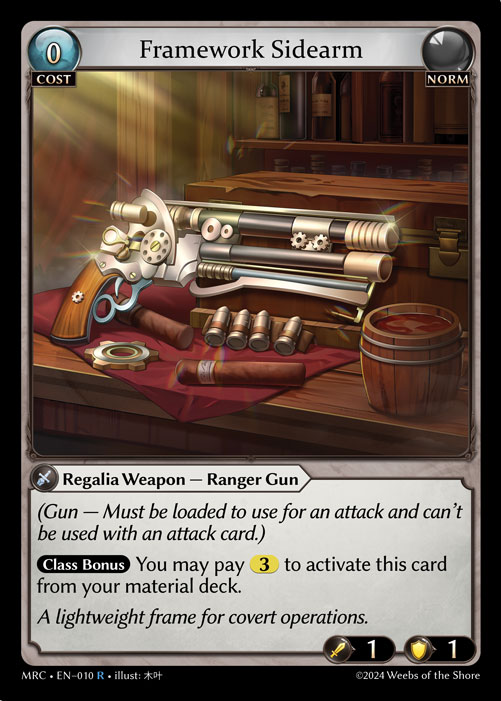 0
Framework Sidearm
COST
NORM
Regalia Weapon — Ranger Gun
(Gun — Must be loaded to use for an attack and can't
be used with an attack card.)
Class Bonus You may pay 3 to activate this card
from your material deck.
A lightweight frame for covert operations.
1 1
MRC • EN–010 R • illust: 木叶 ©2024 Weebs of the Shore